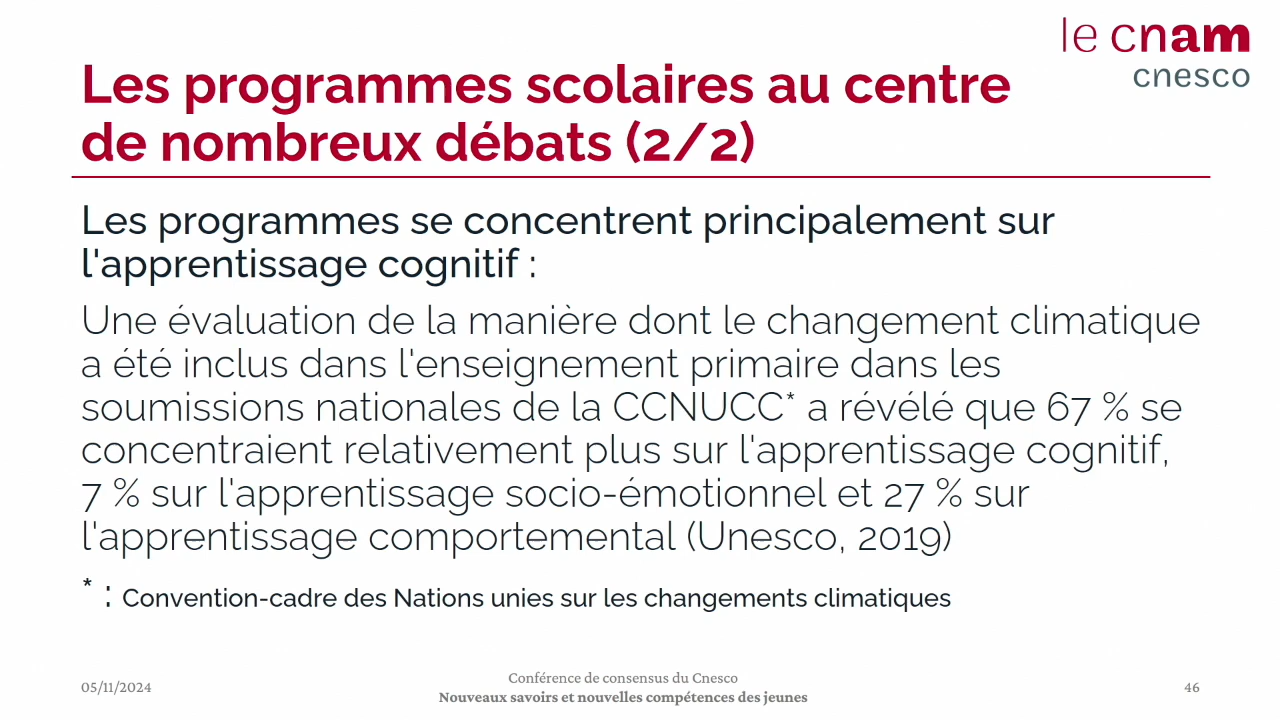 le cnam
cnesco
Les programmes scolaires au centre
de nombreux débats (2/2)
Les programmes se concentrent principalement sur
l'apprentissage cognitif :
Une évaluation de la manière dont le changement climatique
a été inclus dans l'enseignement primaire dans les
soumissions nationales de la CCNUCC* a révélé que 67 % se
concentraient relativement plus sur l'apprentissage cognitif,
7 % sur l'apprentissage socio-émotionnel et 27 % sur
l'apprentissage comportemental (Unesco, 2019)
* : Convention-cadre des Nations unies sur les changements climatiques
05/11/2024
Conférence de consensus du Cnesco
Nouveaux savoirs et nouvelles compétences des jeunes
46